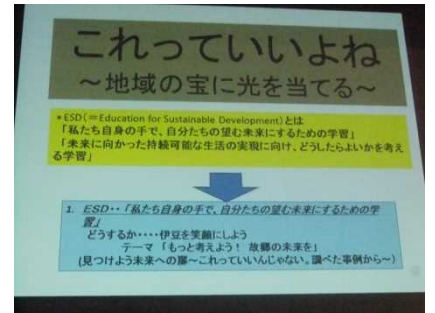 これっていいよね
～地域の宝に光を当てる～
*ESD(＝Education for Sustainable Development)とは
「私たち自身の手で、自分たちの望む未来にするための学習」
「未来に向かった持続可能な生活の実現に向け、どうしたらよいかを考え
る学習」
1. ESD・・「私たち自身の手で、自分たちの望む未来にするための学
習」
どうするか・・・・伊豆を笑顔にしよう
テーマ 「もっと考えよう！ 故郷の未来を」
(見つけよう未来への扉～これっていいんじゃない。調べた事例から～)